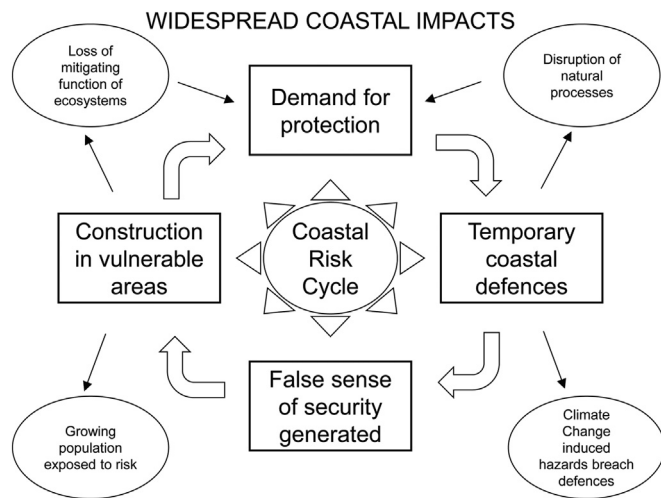 WIDESPREAD COASTAL IMPACTS
Loss of
mitigating
function of
ecosystems
Demand for
protection
Disruption of
natural
processes
Construction
in vulnerable
areas
Coastal
Risk
Cycle
Temporary
coastal
defences
False sense
of security
generated
Growing
population
exposed to risk
Climate
Change
induced
hazards breach
defences